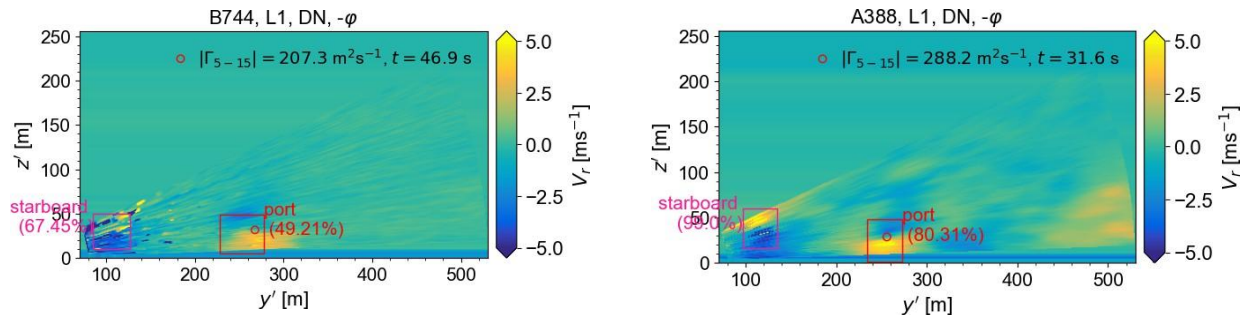 B744, L1, DN, -φ
250
200
150
100
50
0
z′ [m]
|Γ₅₋₁₅| = 207.3 m²s⁻¹, t = 46.9 s
starboard
(67.45%)
port
(49.21%)
100
200
300
400
500
y′ [m]
5.0
2.5
0.0
−2.5
−5.0
V_r [ms⁻¹]
A388, L1, DN, -φ
250
200
150
100
50
0
z′ [m]
|Γ₅₋₁₅| = 288.2 m²s⁻¹, t = 31.6 s
starboard
port
(80.31%)
100
200
300
400
500
y′ [m]
5.0
2.5
0.0
−2.5
−5.0
V_r [ms⁻¹]